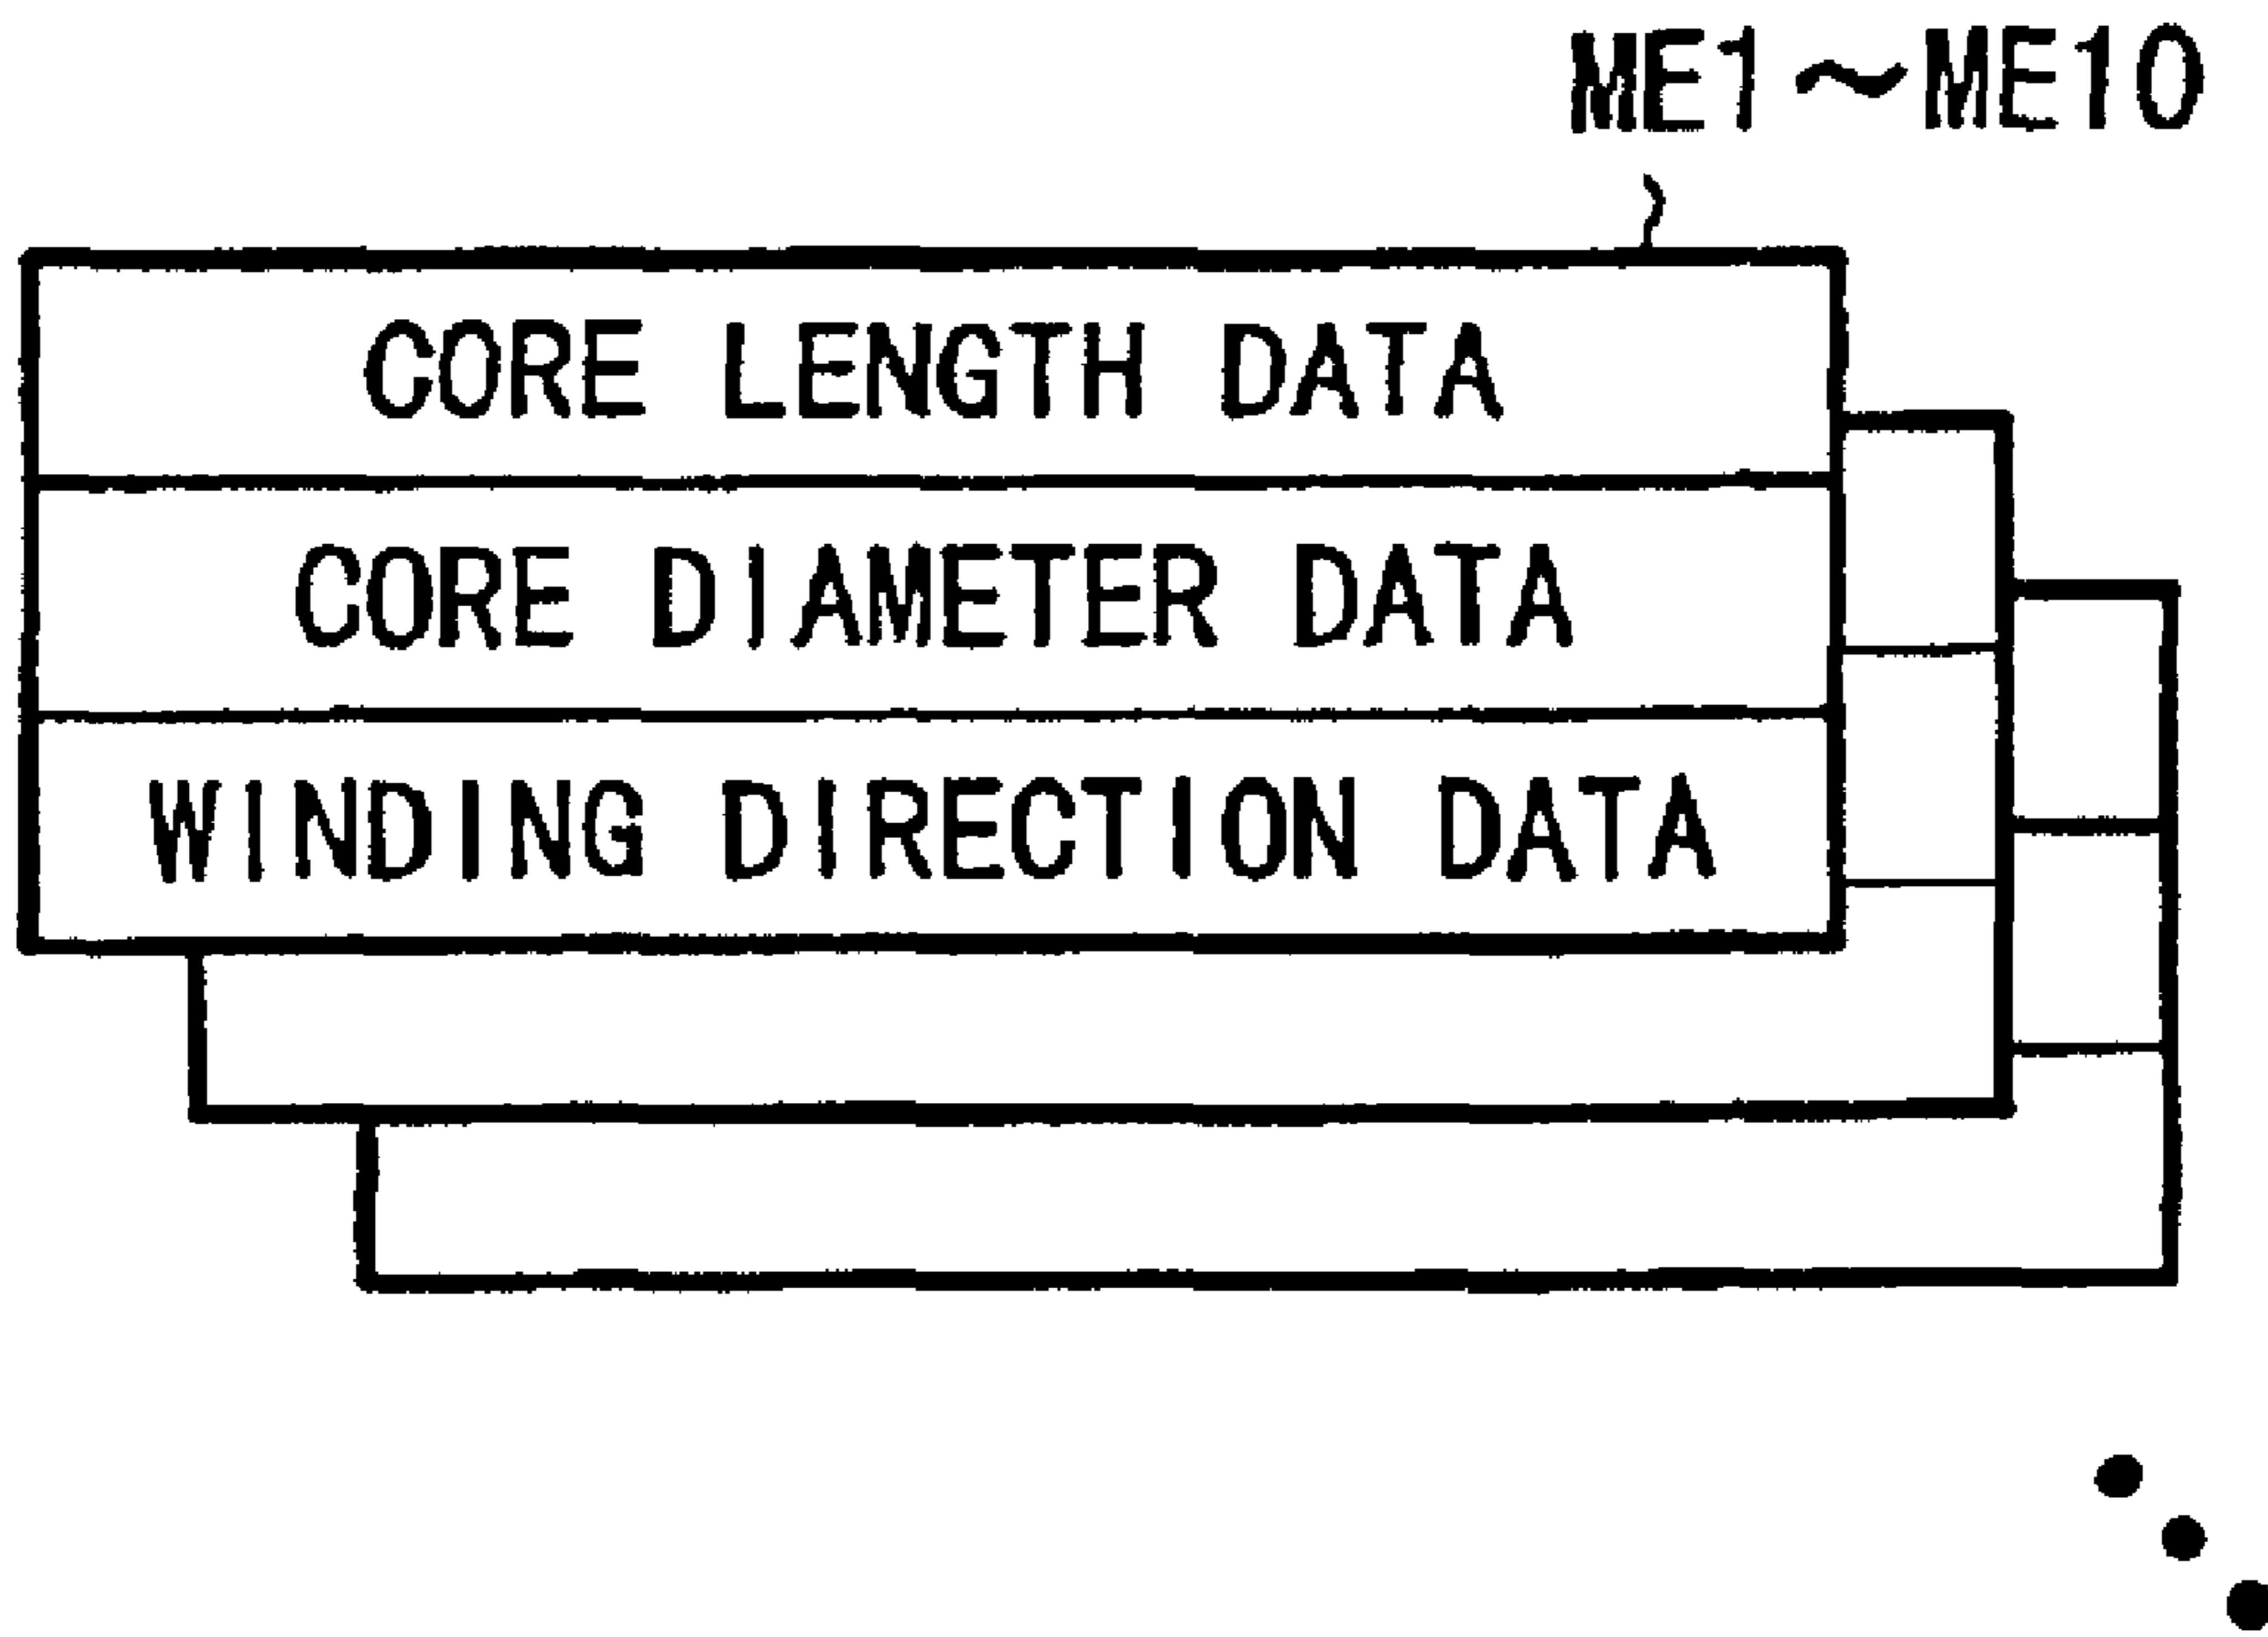 ME1~ME10
CORE LENGTH DATA
CORE DIAMETER DATA
WINDING DIRECTION DATA